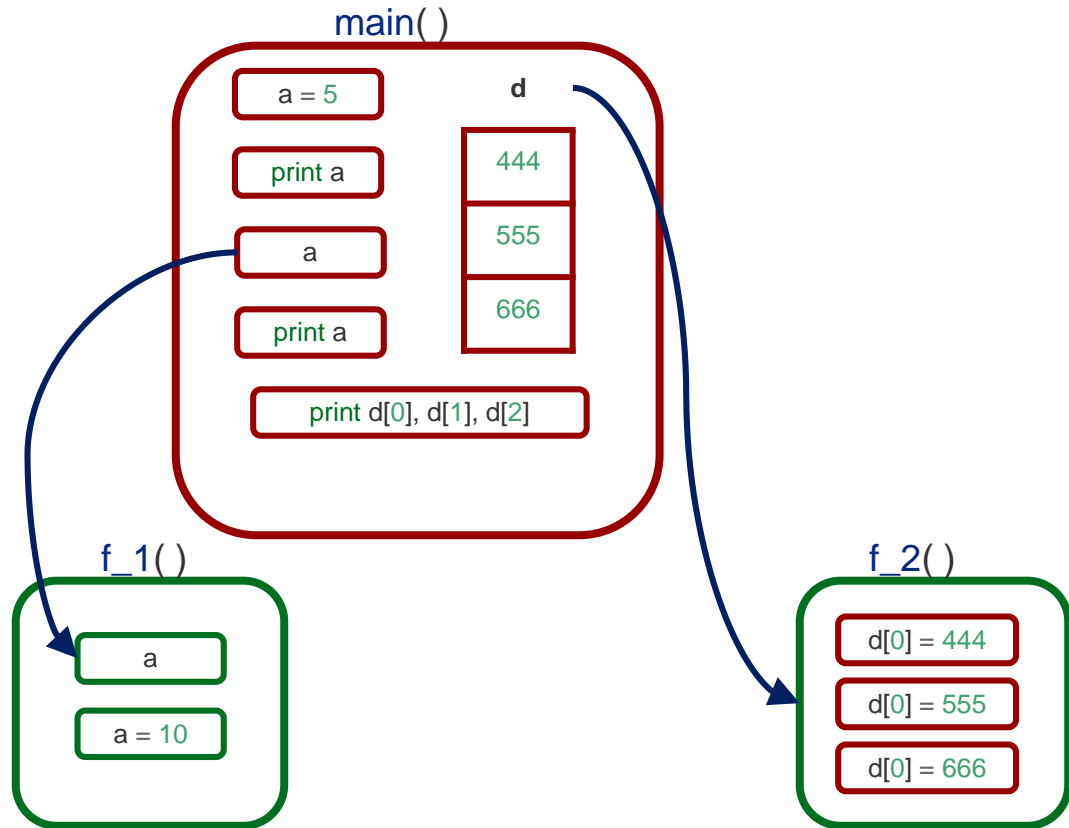 main( )
a = 5
print a
a
print a
d
444
555
666
print d[0], d[1], d[2]
f_1( )
a
a = 10
f_2( )
d[0] = 444
d[0] = 555
d[0] = 666